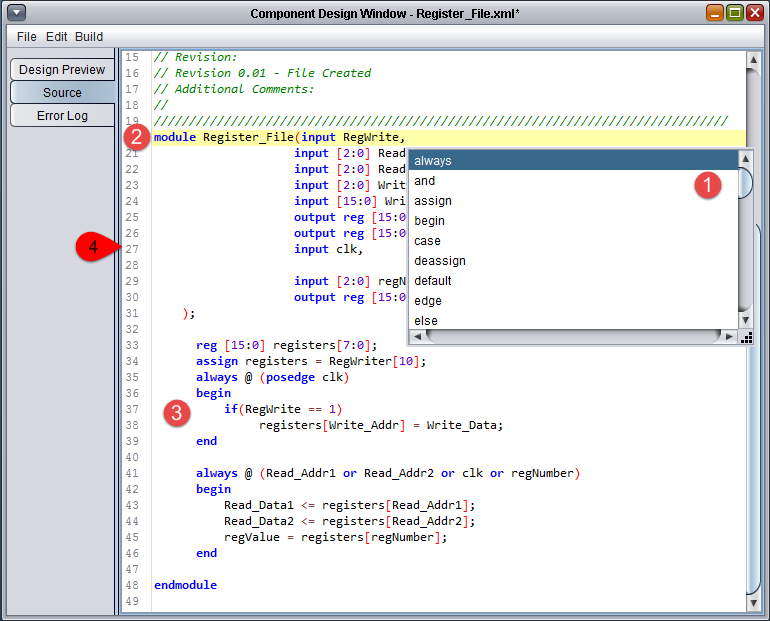 Component Design Window - Register_File.xml*
File Edit Build
Design Preview
Source
Error Log
15 // Revision:
16 // Revision 0.01 - File Created
17 // Additional Comments:
18 //
19 //////////////////////////////////////////////////////////////////////////////////
2 module Register_File(input RegWrite,
21 input [2:0] Read
22 input [2:0] Read
23 input [2:0] Writ
24 input [15:0] Wri
25 output reg [15:0
26 output reg [15:0
4 27 input clk,
28
29 input [2:0] regN
30 output reg [15:0
31 );
32
33 reg [15:0] registers[7:0];
34 assign registers = RegWriter[10];
35 always @ (posedge clk)
36 begin
37 if(RegWrite == 1)
3
38 registers[Write_Addr] = Write_Data;
39 end
40
41 always @ (Read_Addr1 or Read_Addr2 or clk or regNumber)
42 begin
43 Read_Data1 <= registers[Read_Addr1];
44 Read_Data2 <= registers[Read_Addr2];
45 regValue = registers[regNumber];
46 end
47
48 endmodule
49
always
and
1
assign
begin
case
deassign
default
edge
else